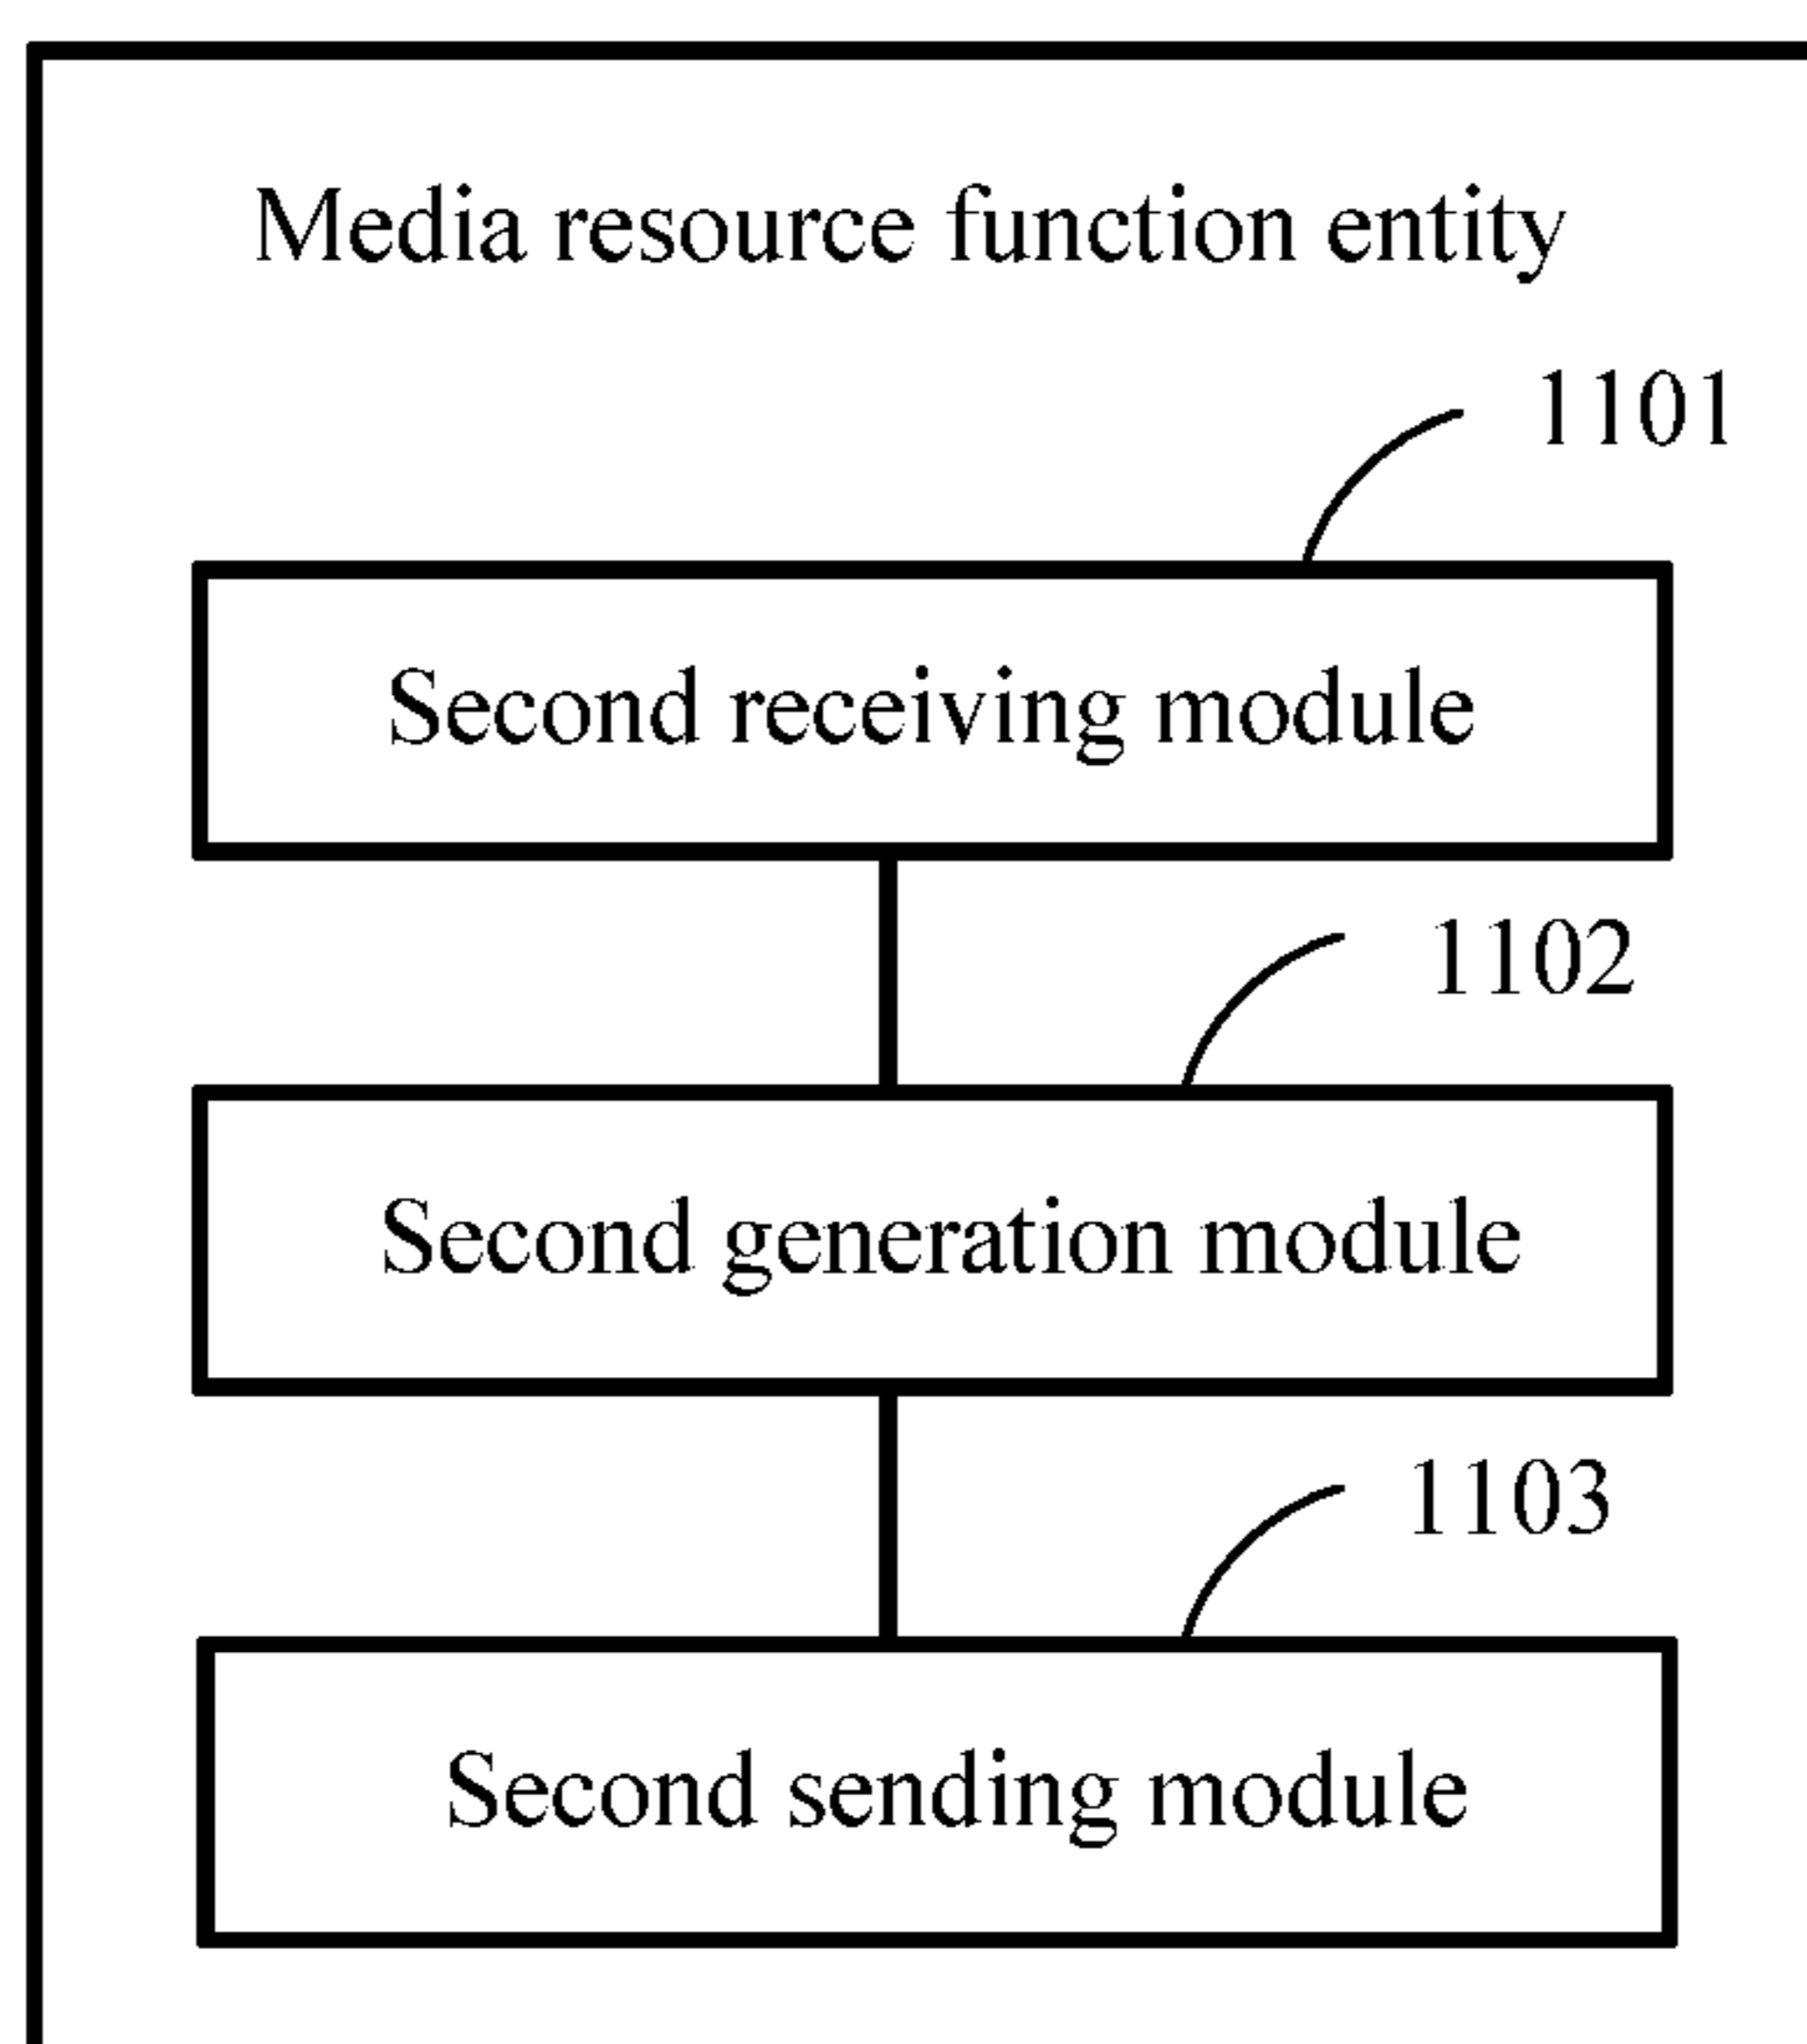 Media resource function entity
1101
Second receiving module
1102
Second generation module
1103
Second sending module